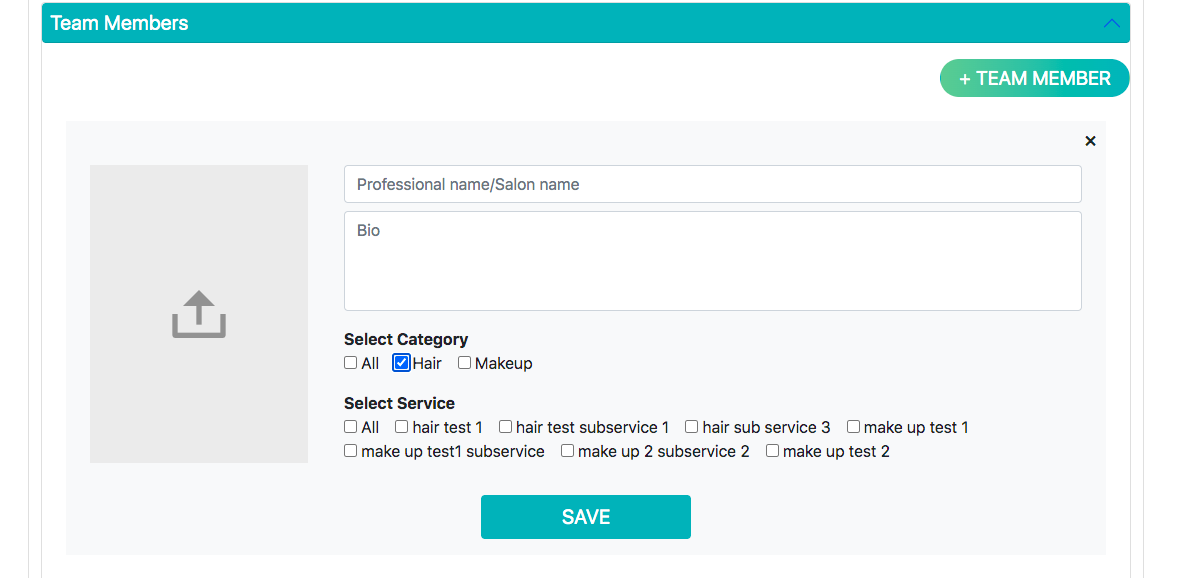 Team Members
+ TEAM MEMBER
×
Professional name/Salon name
Bio
Select Category
All Hair Makeup
Select Service
All hair test 1 hair test subservice 1 hair sub service 3 make up test 1
make up test1 subservice make up 2 subservice 2 make up test 2
SAVE